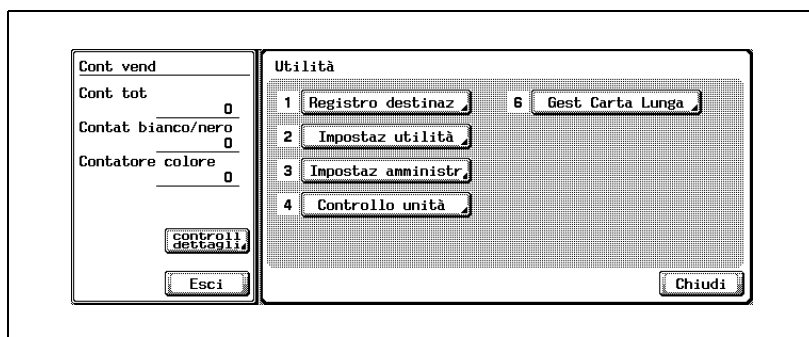 Cont vend
Cont tot
0
Contat bianco/nero
0
Contatore colore
0
controll
dettagli
Esci
Utilità
1 Registro destinaz
2 Impostaz utilità
3 Impostaz amministr
4 Controllo unità
6 Gest Carta Lunga
Chiudi